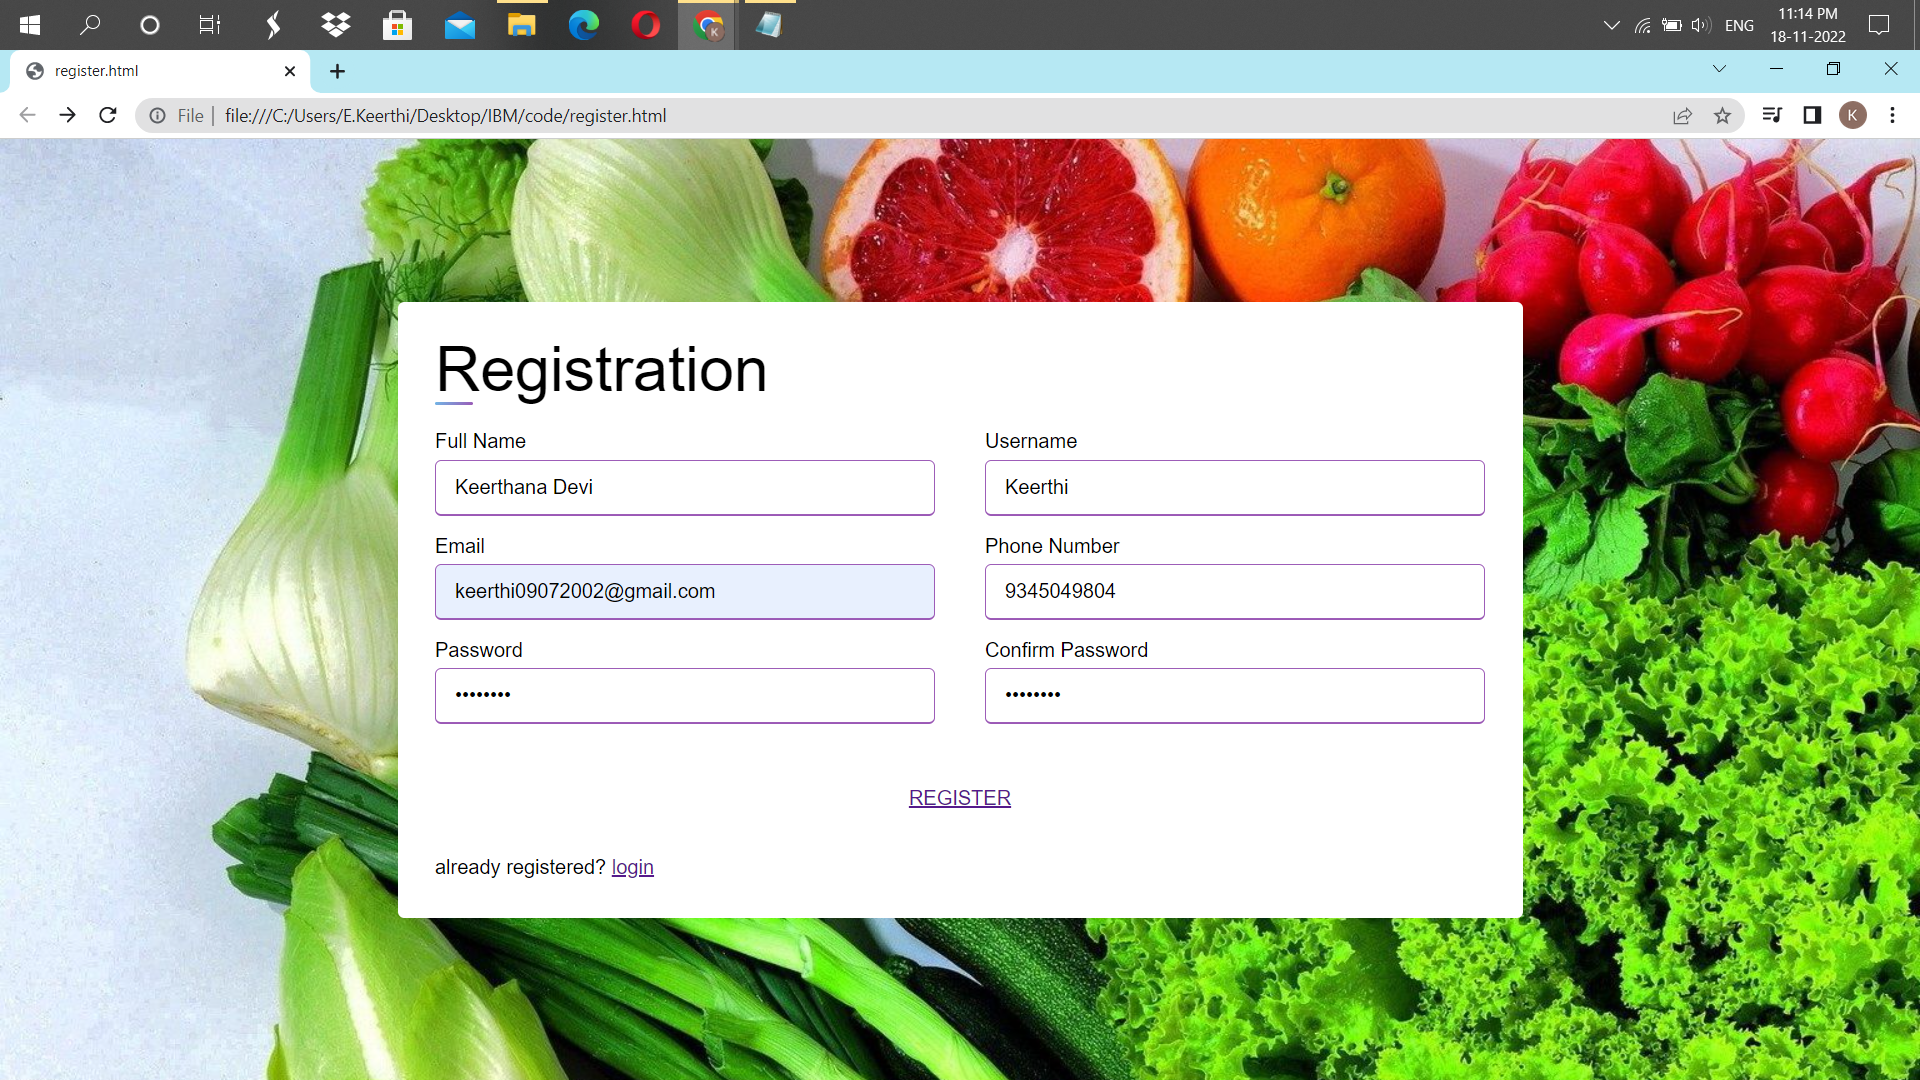 ENG
11:14 PM
18-11-2022
register.html
File | file:///C:/Users/E.Keerthi/Desktop/IBM/code/register.html
K
Registration
Full Name
Username
Keerthana Devi
Keerthi
Email
Phone Number
keerthi09072002@gmail.com
9345049804
Password
Confirm Password
••••••••
••••••••
REGISTER
already registered? login